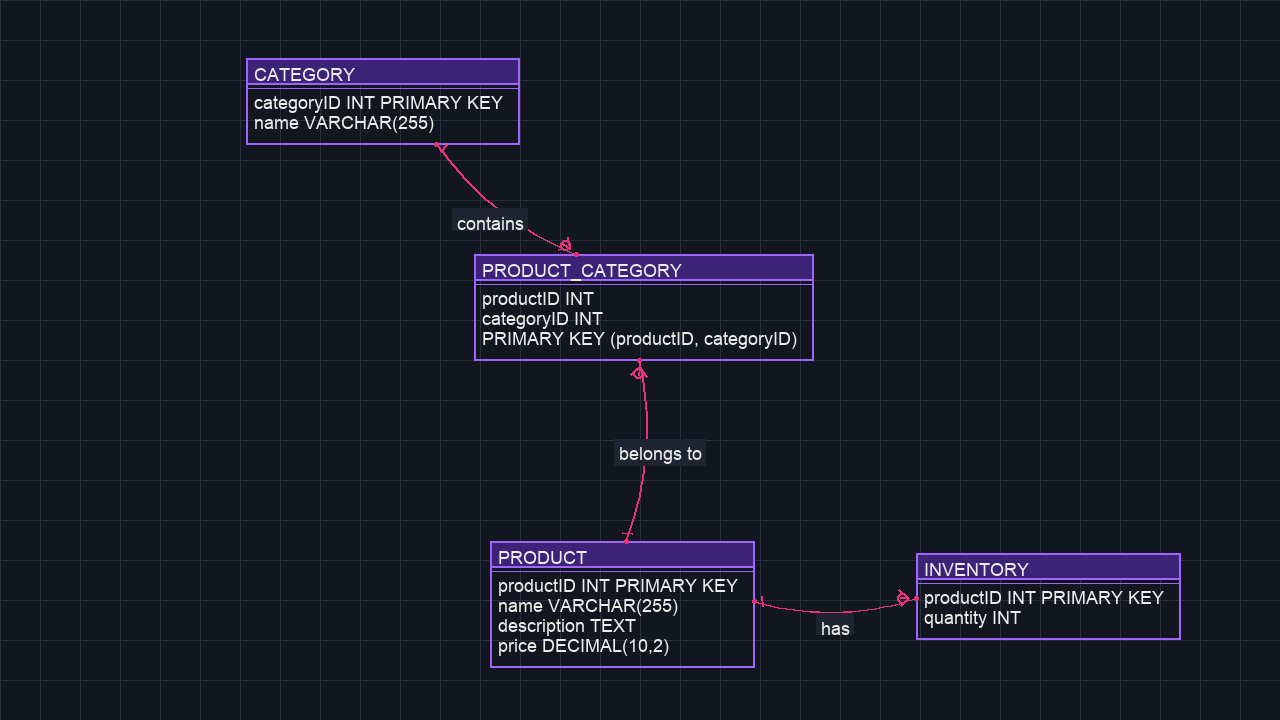 CATEGORY
categoryID INT PRIMARY KEY
name VARCHAR(255)
contains
PRODUCT_CATEGORY
productID INT
categoryID INT
PRIMARY KEY (productID, categoryID)
belongs to
PRODUCT
productID INT PRIMARY KEY
name VARCHAR(255)
description TEXT
price DECIMAL(10,2)
has
INVENTORY
productID INT PRIMARY KEY
quantity INT